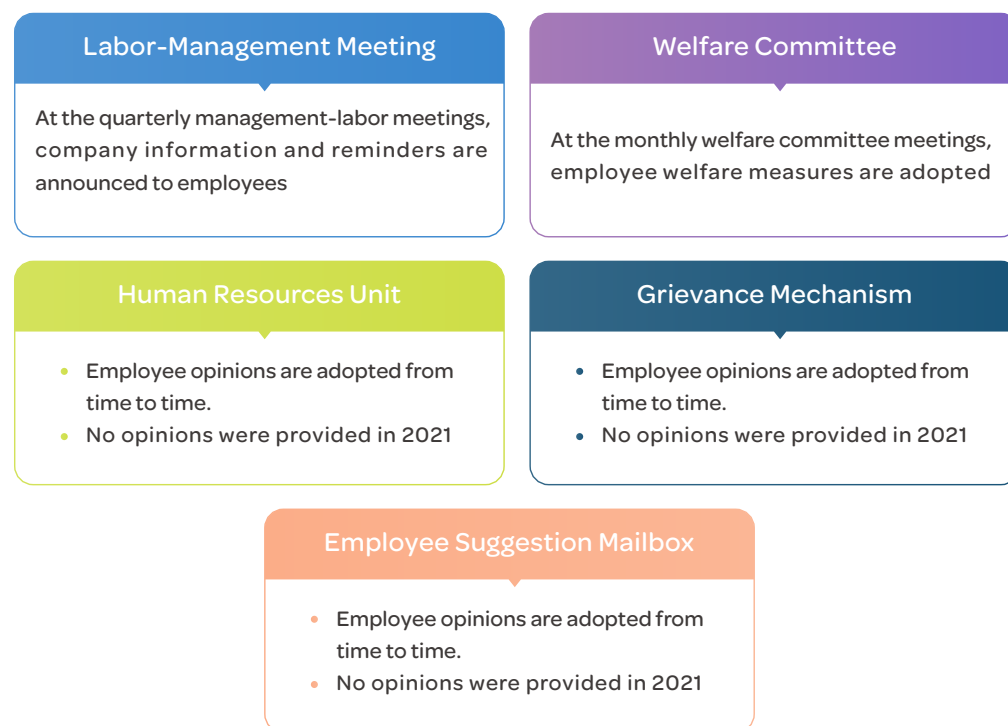 Labor-Management Meeting
At the quarterly management-labor meetings,
company information and reminders are
announced to employees
Welfare Committee
At the monthly welfare committee meetings,
employee welfare measures are adopted
Human Resources Unit
• Employee opinions are adopted from
time to time.
• No opinions were provided in 2021
Grievance Mechanism
• Employee opinions are adopted from
time to time.
• No opinions were provided in 2021
Employee Suggestion Mailbox
• Employee opinions are adopted from
time to time.
• No opinions were provided in 2021